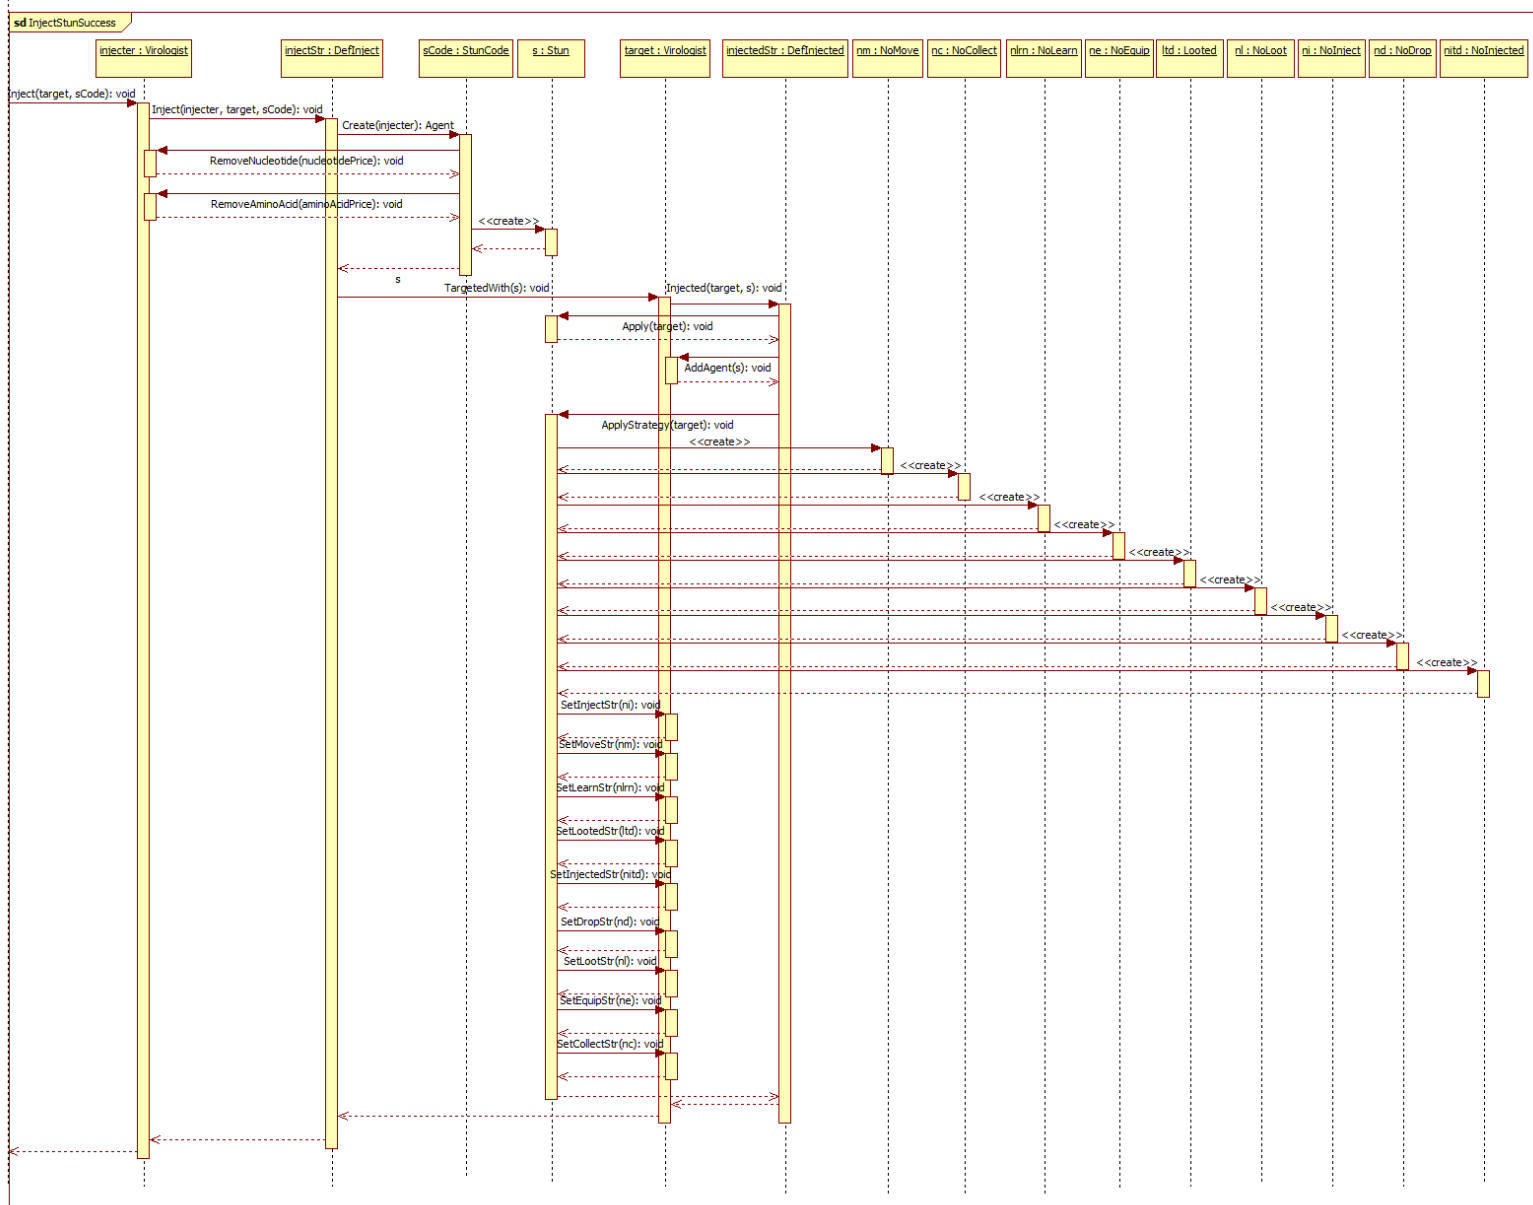 sd InjectStunSuccess
injecter : Virologist
injectStr : DefInject
sCode : StunCode
s : Stun
target : Virologist
injectedStr : DefInjected
nm : NoMove
nc : NoCollect
nlrn : NoLearn
ne : NoEquip
ltd : Looted
nl : NoLoot
ni : NoInject
nd : NoDrop
nitd : NoInjected
Inject(target, sCode): void
Inject(injecter, target, sCode): void
Create(injecter): Agent
RemoveNucleotide(nucleotidePrice): void
RemoveAminoAcid(aminoAcidPrice): void
<<create>>
s
TargetedWith(s): void
Injected(target, s): void
Apply(target): void
AddAgent(s): void
ApplyStrategy(target): void
<<create>>
<<create>>
<<create>>
<<create>>
<<create>>
<<create>>
<<create>>
<<create>>
<<create>>
SetInjectStr(ni): void
SetMoveStr(nm): void
SetLearnStr(nlrn): void
SetLootedStr(ltd): void
SetInjectedStr(nitd): void
SetDropStr(nd): void
SetLootStr(nl): void
SetEquipStr(ne): void
SetCollectStr(nc): void